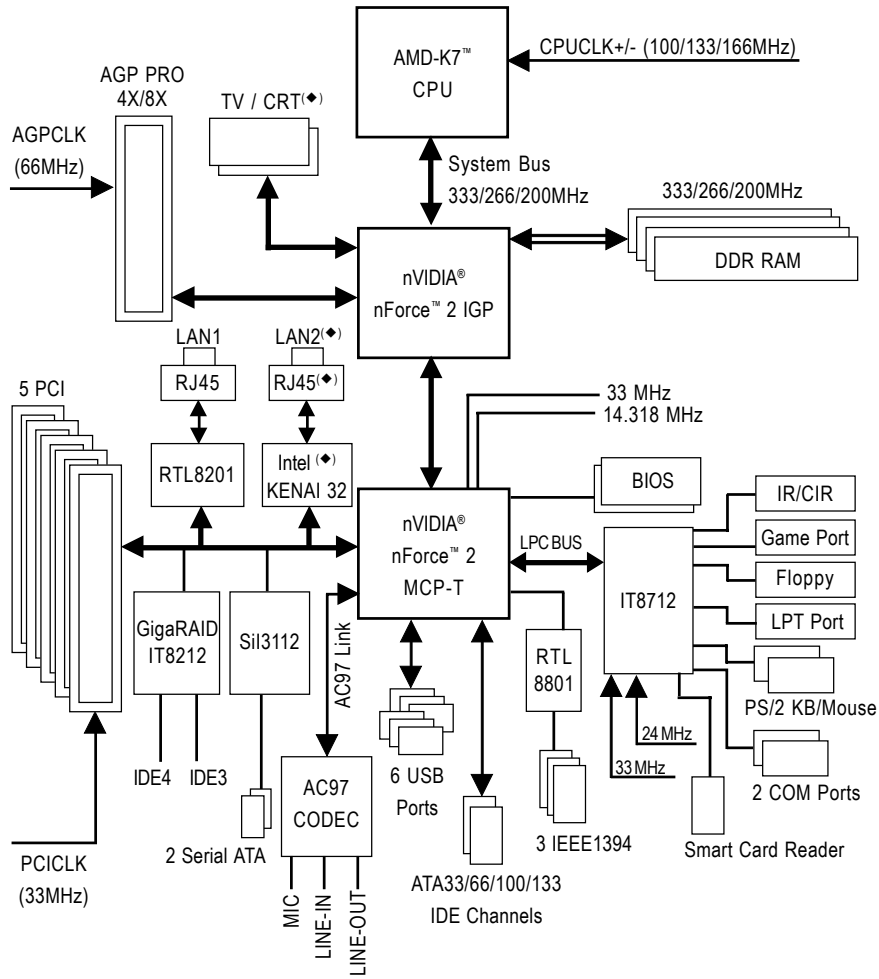 AMD-K7™
CPU
CPUCLK+/- (100/133/166MHz)
AGP PRO
4X/8X
TV / CRT(◆)
AGPCLK
(66MHz)
System Bus
333/266/200MHz
333/266/200MHz
DDR RAM
nVIDIA®
nForce™ 2 IGP
LAN1
RJ45
LAN2(◆)
RJ45(◆)
5 PCI
33 MHz
14.318 MHz
RTL8201
Intel (◆)
KENAI 32
BIOS
nVIDIA®
nForce™ 2
MCP-T
LPC BUS
IT8712
IR/CIR
Game Port
Floppy
LPT Port
PS/2 KB/Mouse
2 COM Ports
GigaRAID
IT8212
Sil3112
AC97 Link
RTL
8801
24 MHz
33 MHz
IDE4
IDE3
2 Serial ATA
AC97
CODEC
6 USB
Ports
3 IEEE1394
Smart Card Reader
PCICLK
(33MHz)
MIC
LINE-IN
LINE-OUT
ATA33/66/100/133
IDE Channels